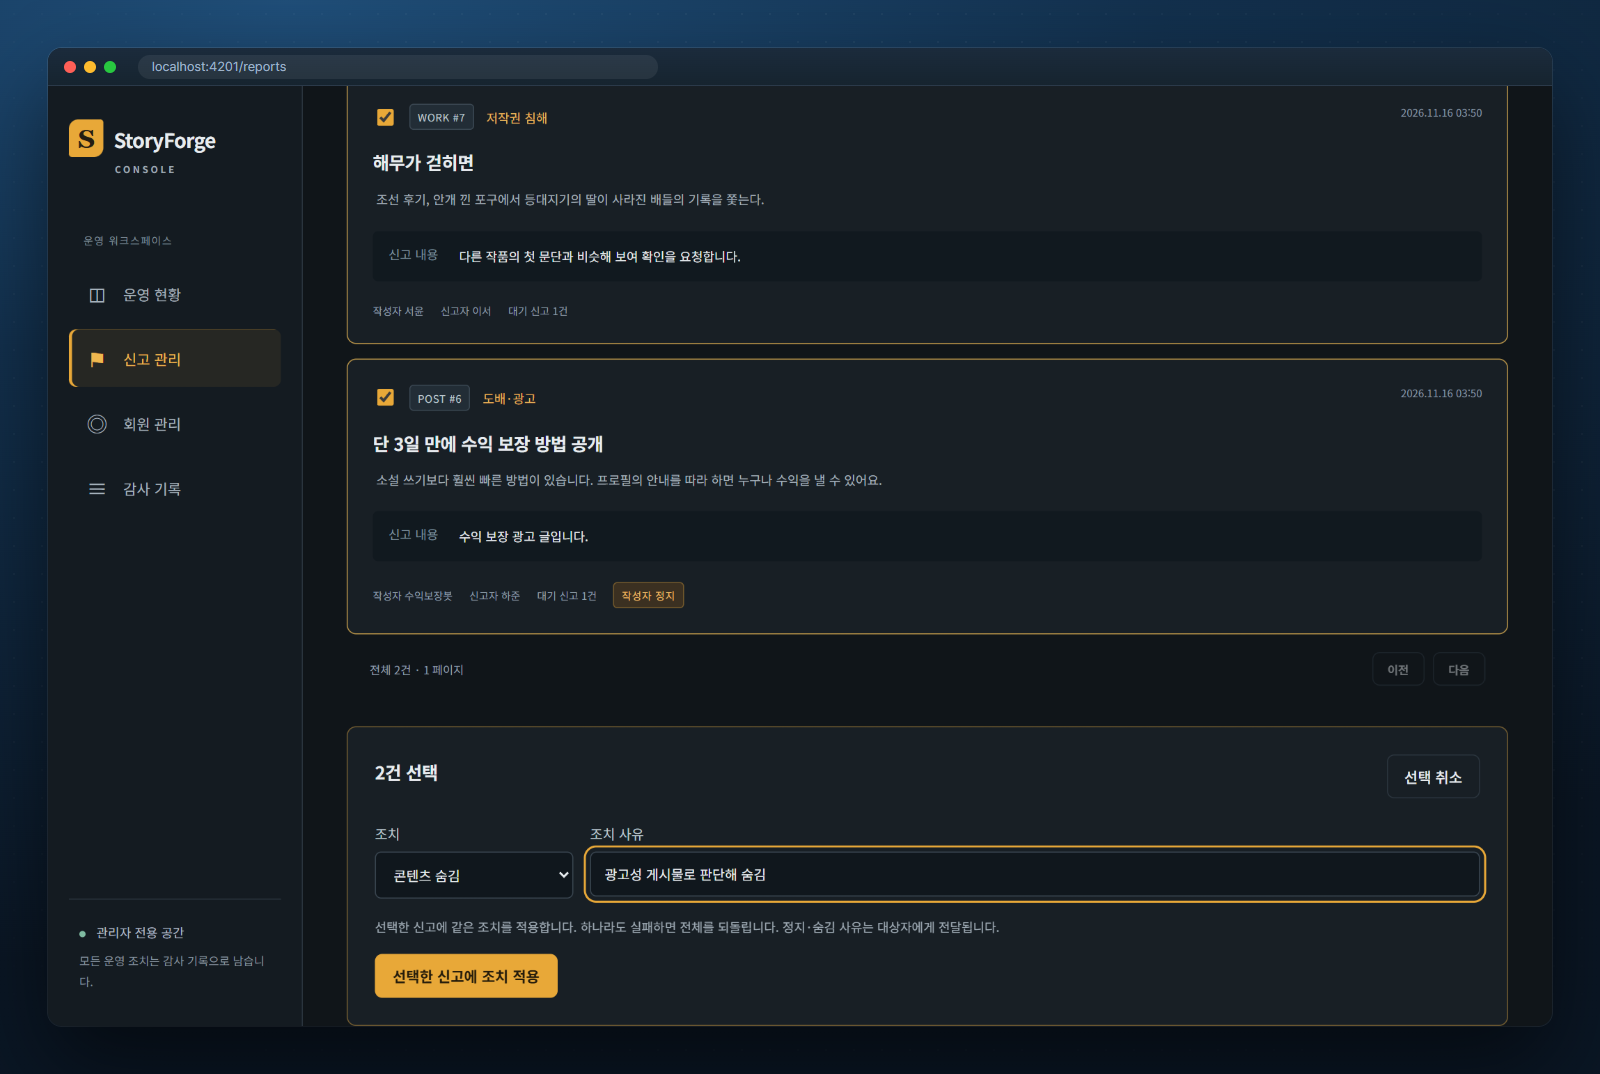 localhost:4201/reports
S StoryForge
CONSOLE
운영 워크스페이스
운영 현황
신고 관리
회원 관리
감사 기록
관리자 전용 공간
모든 운영 조치는 감사 기록으로 남습니
다.
WORK #7 저작권 침해 2026.11.16 03:50
해무가 걷히면
조선 후기, 안개 낀 포구에서 등대지기의 딸이 사라진 배들의 기록을 쫓는다.
신고 내용 다른 작품의 첫 문단과 비슷해 보여 확인을 요청합니다.
작성자 서윤 신고자 이서 대기 신고 1건
POST #6 도배·광고 2026.11.16 03:50
단 3일 만에 수익 보장 방법 공개
소설 쓰기보다 훨씬 빠른 방법이 있습니다. 프로필의 안내를 따라 하면 누구나 수익을 낼 수 있어요.
신고 내용 수익 보장 광고 글입니다.
작성자 수익보장봇 신고자 하준 대기 신고 1건 작성자 정지
전체 2건 · 1 페이지 이전 다음
2건 선택 선택 취소
조치 조치 사유
콘텐츠 숨김 광고성 게시물로 판단해 숨김
선택한 신고에 같은 조치를 적용합니다. 하나라도 실패하면 전체를 되돌립니다. 정지·숨김 사유는 대상자에게 전달됩니다.
선택한 신고에 조치 적용